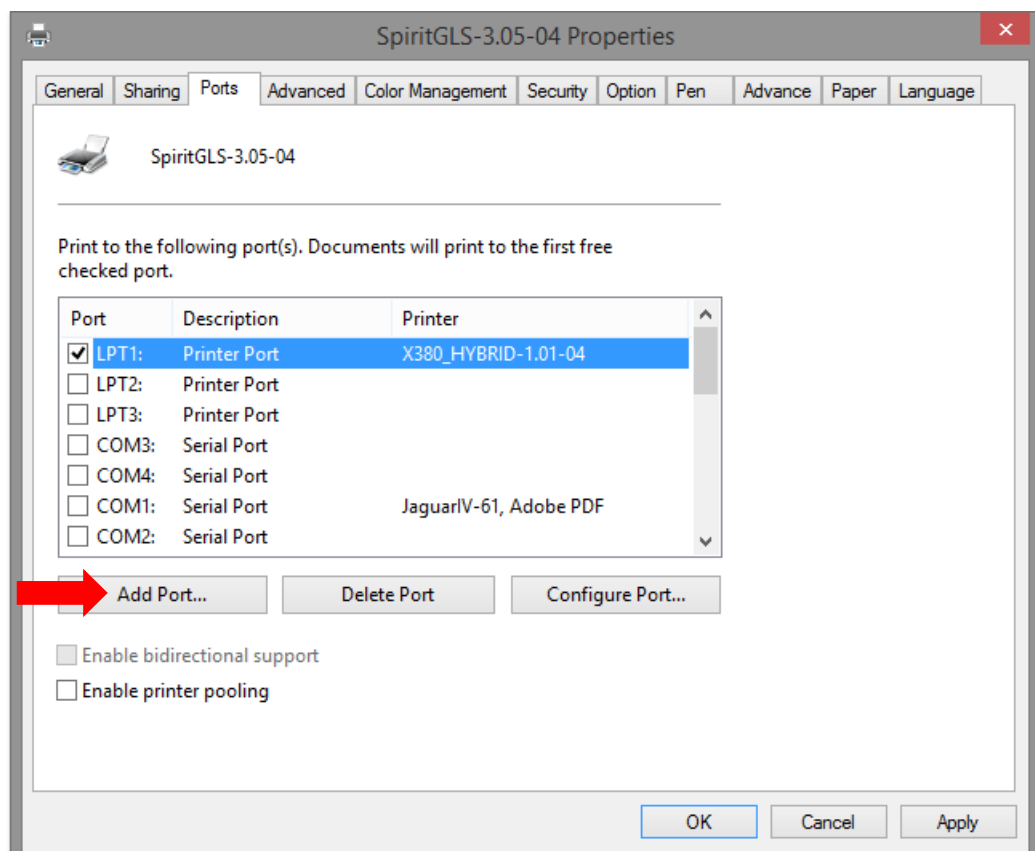 SpiritGLS-3.05-04 Properties
General Sharing Ports Advanced Color Management Security Option Pen Advance Paper Language
SpiritGLS-3.05-04
Print to the following port(s). Documents will print to the first free
checked port.
Port Description Printer
LPT1: Printer Port X380_HYBRID-1.01-04
LPT2: Printer Port
LPT3: Printer Port
COM3: Serial Port
COM4: Serial Port
COM1: Serial Port JaguarIV-61, Adobe PDF
COM2: Serial Port
Add Port... Delete Port Configure Port...
Enable bidirectional support
Enable printer pooling
OK Cancel Apply